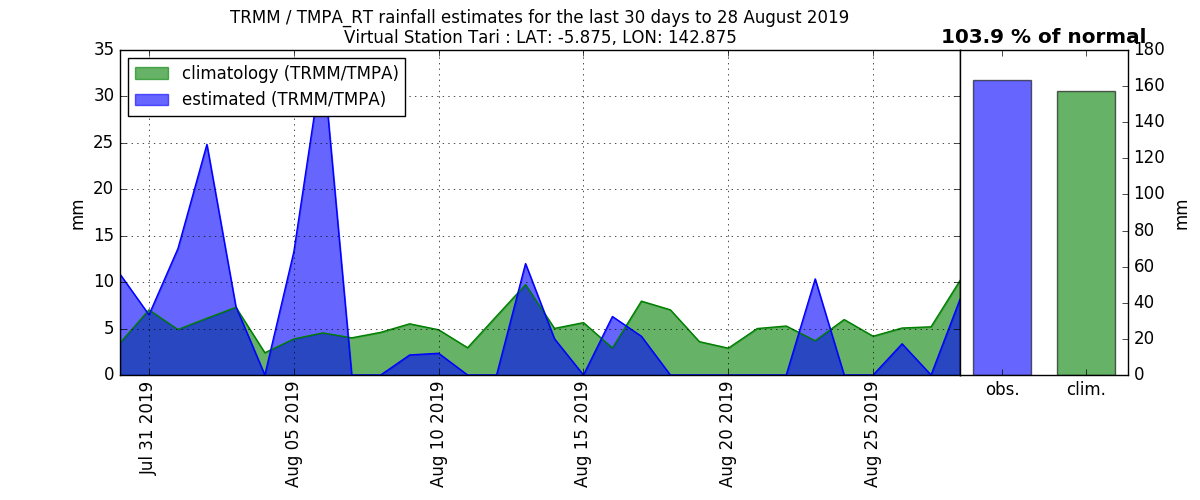 TRMM / TMPA_RT rainfall estimates for the last 30 days to 28 August 2019
Virtual Station Tari : LAT: -5.875, LON: 142.875
103.9 % of normal
climatology (TRMM/TMPA)
estimated (TRMM/TMPA)
35
30
25
20
15
10
5
0
mm
Jul 31 2019
Aug 05 2019
Aug 10 2019
Aug 15 2019
Aug 20 2019
Aug 25 2019
180
160
140
120
100
80
60
40
20
0
mm
obs.
clim.